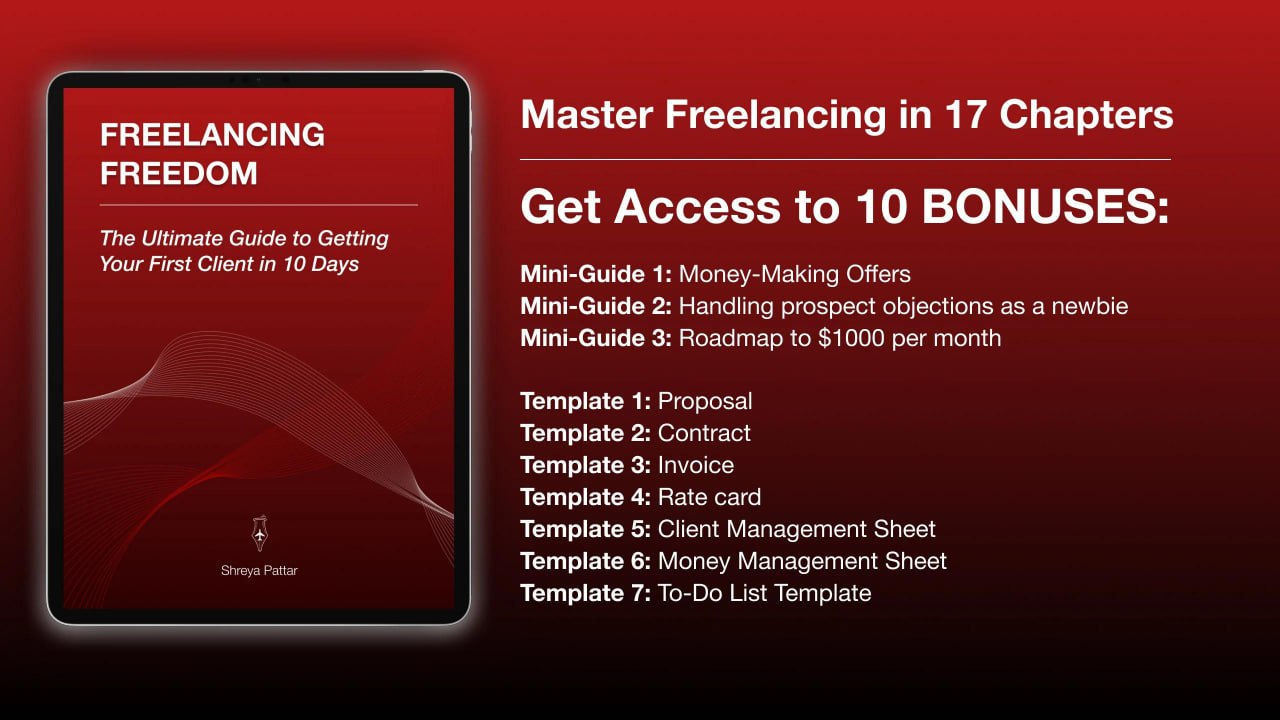 FREELANCING
FREEDOM
The Ultimate Guide to Getting
Your First Client in 10 Days
Shreya Pattar
Master Freelancing in 17 Chapters
Get Access to 10 BONUSES:
Mini-Guide 1: Money-Making Offers
Mini-Guide 2: Handling prospect objections as a newbie
Mini-Guide 3: Roadmap to $1000 per month
Template 1: Proposal
Template 2: Contract
Template 3: Invoice
Template 4: Rate card
Template 5: Client Management Sheet
Template 6: Money Management Sheet
Template 7: To-Do List Template